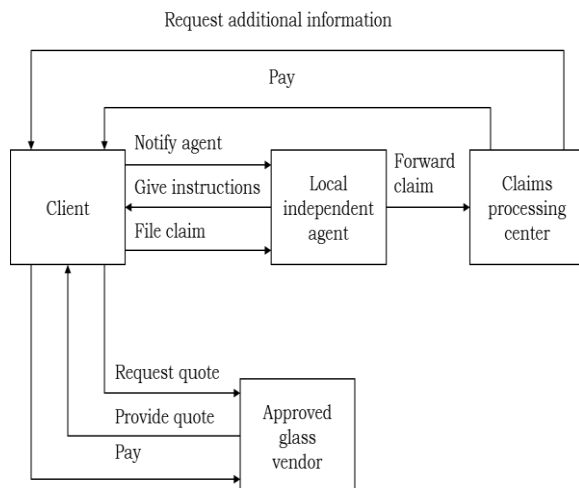 Request additional information
Pay
Notify agent
Give instructions
File claim
Client
Local
independent
agent
Forward
claim
Claims
processing
center
Request quote
Provide quote
Pay
Approved
glass
vendor